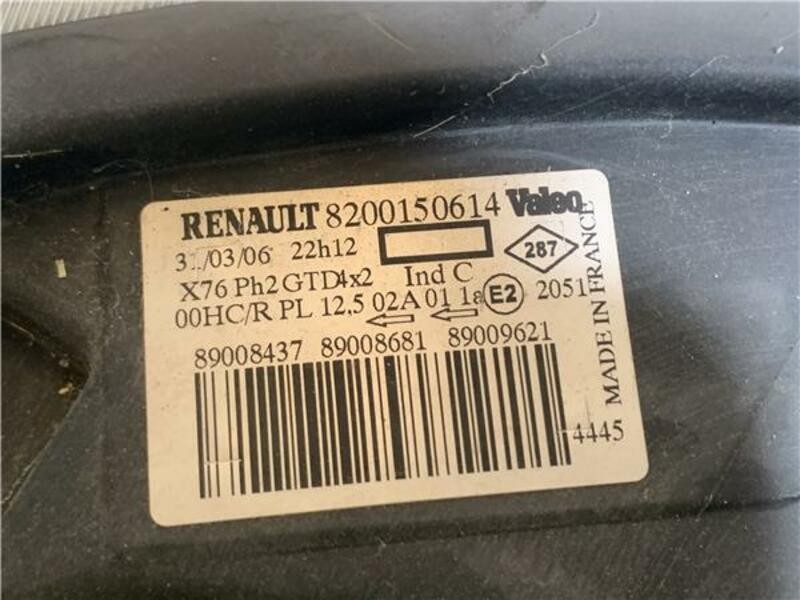 RENAULT 8200150614 Valeo
/03/06 22h12
287
X76 Ph2 GTD4x2 Ind C
00HC/R PL 12,5 02A 01 1a E2 2051
89008437 89008681 89009621
4445
MADE IN FRANCE